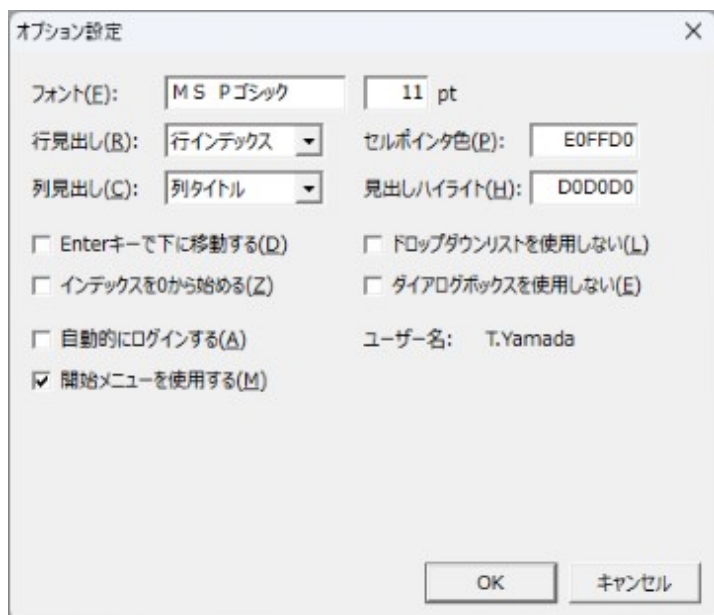 オプション設定
フォント(F): MS Pゴシック 11 pt
行見出し(R): 行インデックス セルポインタ色(P): E0FFD0
列見出し(C): 列タイトル 見出しハイライト(H): D0D0D0
Enterキーで下に移動する(D) ドロップダウンリストを使用しない(L)
インデックスを0から始める(Z) ダイアログボックスを使用しない(E)
自動的にログインする(A) ユーザー名: T.Yamada
開始メニューを使用する(M)
OK キャンセル